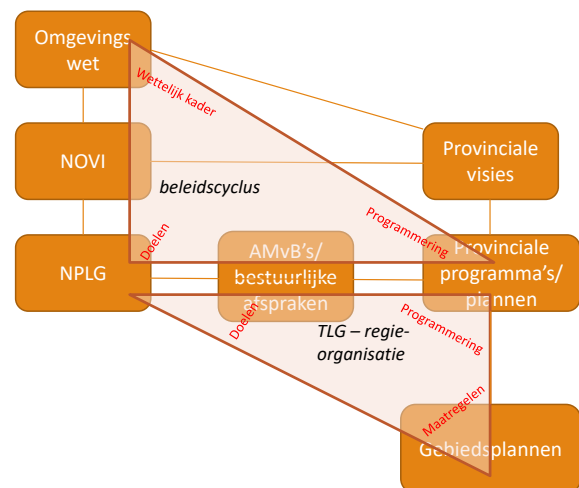 Omgevings
wet
Wettelijk kader
NOVI
Provinciale
visies
beleidscyclus
Doelen
Programmering
NPLG
AMvB's/
bestuurlijke
afspraken
Provinciale
programma's/
plannen
Doelen
TLG – regie-
organisatie
Programmering
Maatregelen
Gebiedsplannen